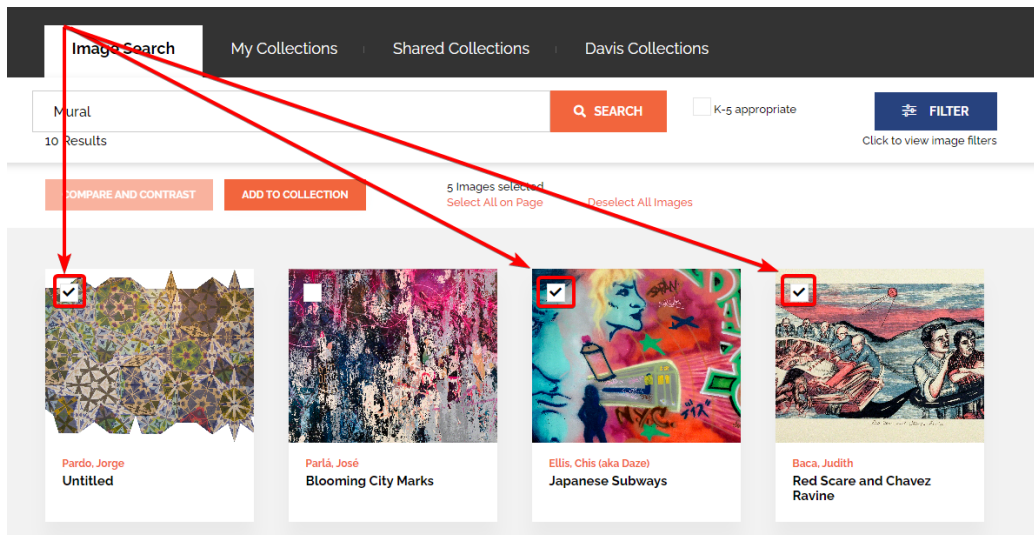 Image Search
My Collections
Shared Collections
Davis Collections
Mural
SEARCH
K-5 appropriate
FILTER
10 Results
Click to view image filters
COMPARE AND CONTRAST
ADD TO COLLECTION
5 Images selected
Select All on Page
Deselect All Images
N.Y.C.
Pardo, Jorge
Untitled
Parlá, José
Blooming City Marks
Ellis, Chis (aka Daze)
Japanese Subways
Baca, Judith
Red Scare and Chavez
Ravine